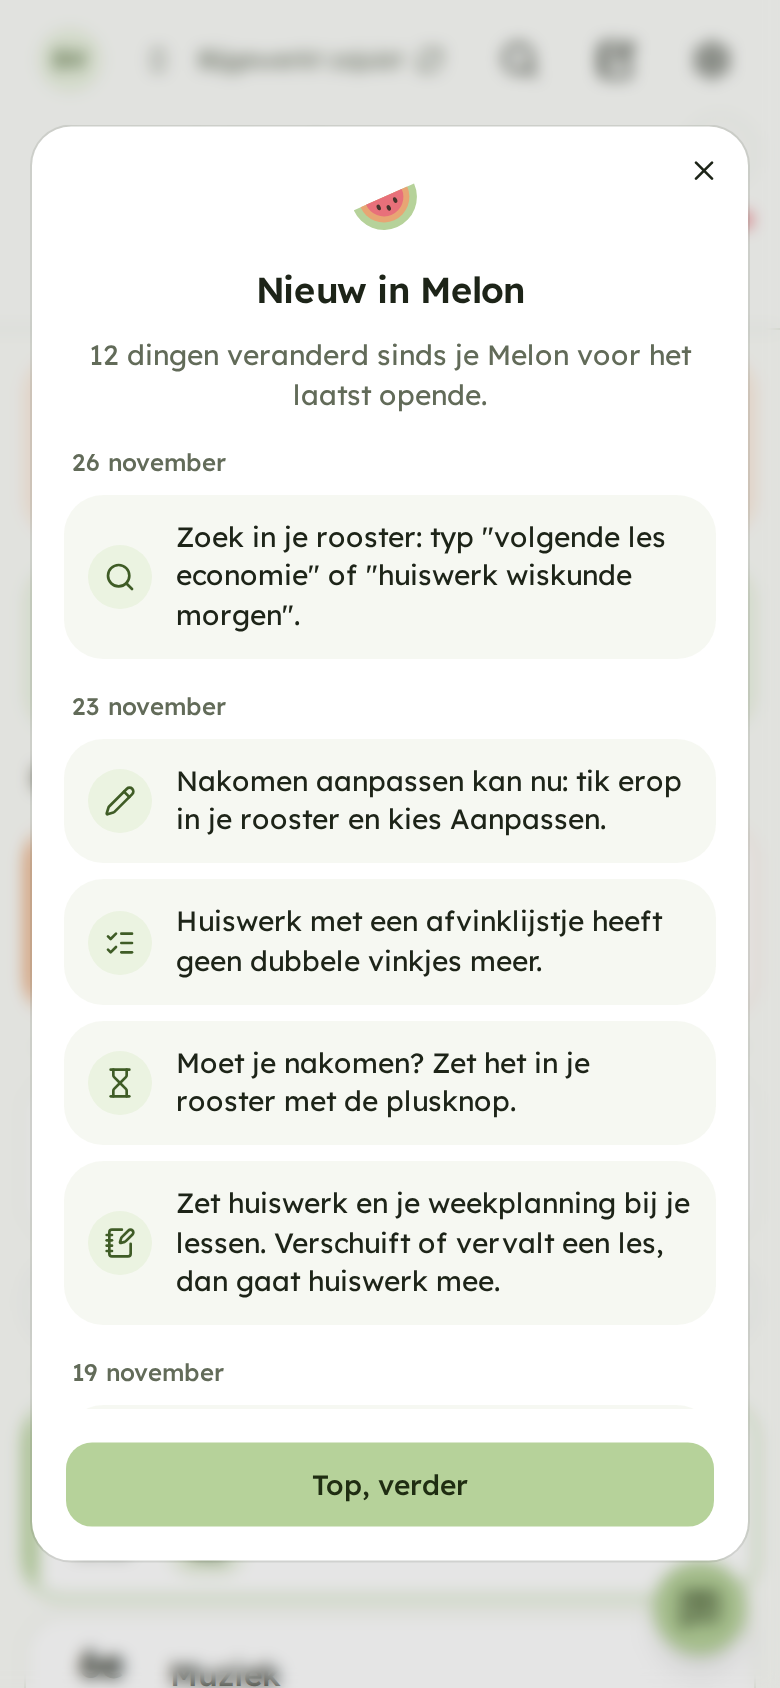 Nieuw in Melon
12 dingen veranderd sinds je Melon voor het
laatst opende.
26 november
Zoek in je rooster: typ "volgende les
economie" of "huiswerk wiskunde
morgen".
23 november
Nakomen aanpassen kan nu: tik erop
in je rooster en kies Aanpassen.
Huiswerk met een afvinklijstje heeft
geen dubbele vinkjes meer.
Moet je nakomen? Zet het in je
rooster met de plusknop.
Zet huiswerk en je weekplanning bij je
lessen. Verschuift of vervalt een les,
dan gaat huiswerk mee.
19 november
Top, verder
Muziek